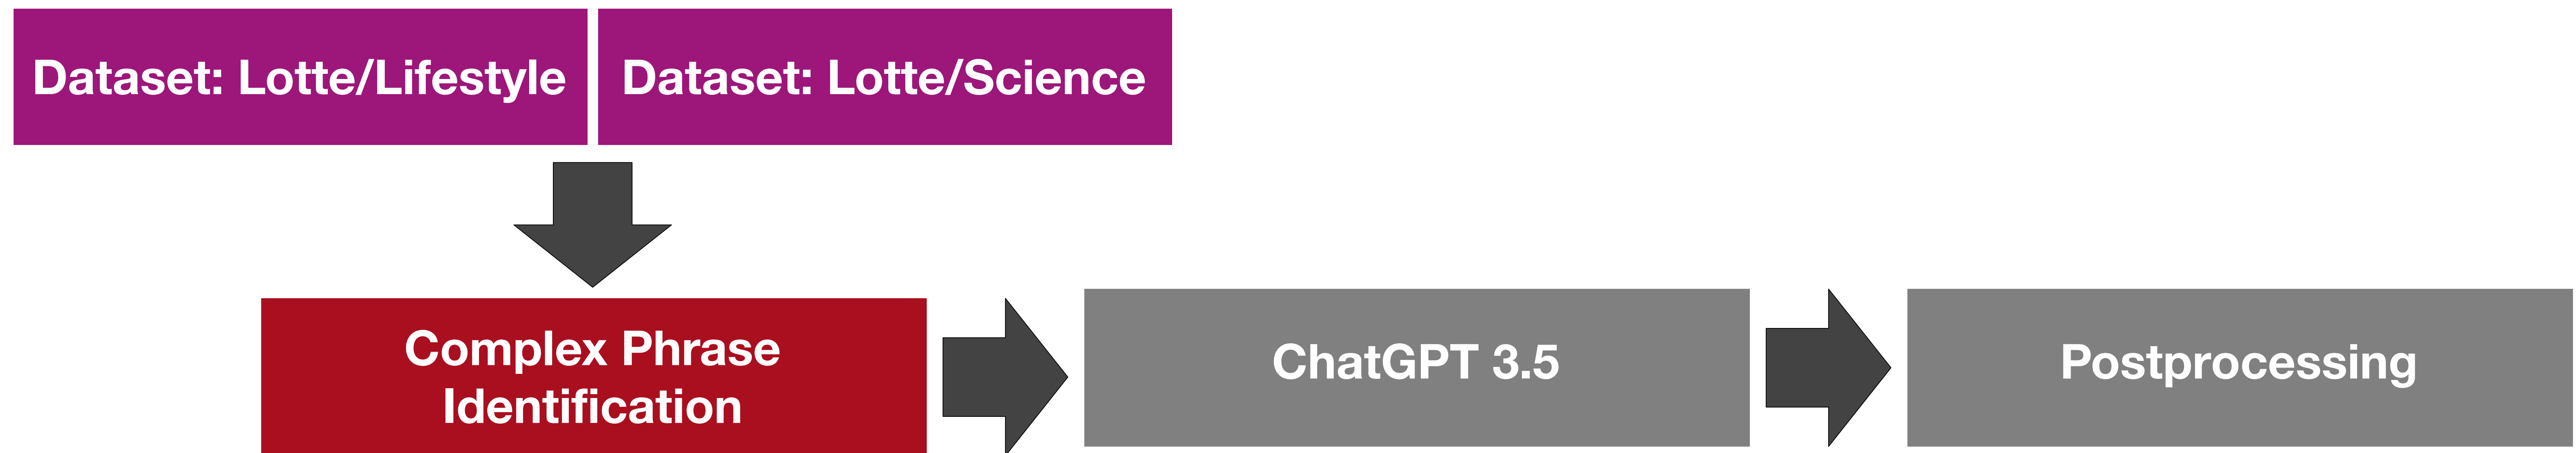 Dataset: Lotte/Lifestyle
Dataset: Lotte/Science
Complex Phrase
Identification
ChatGPT 3.5
Postprocessing